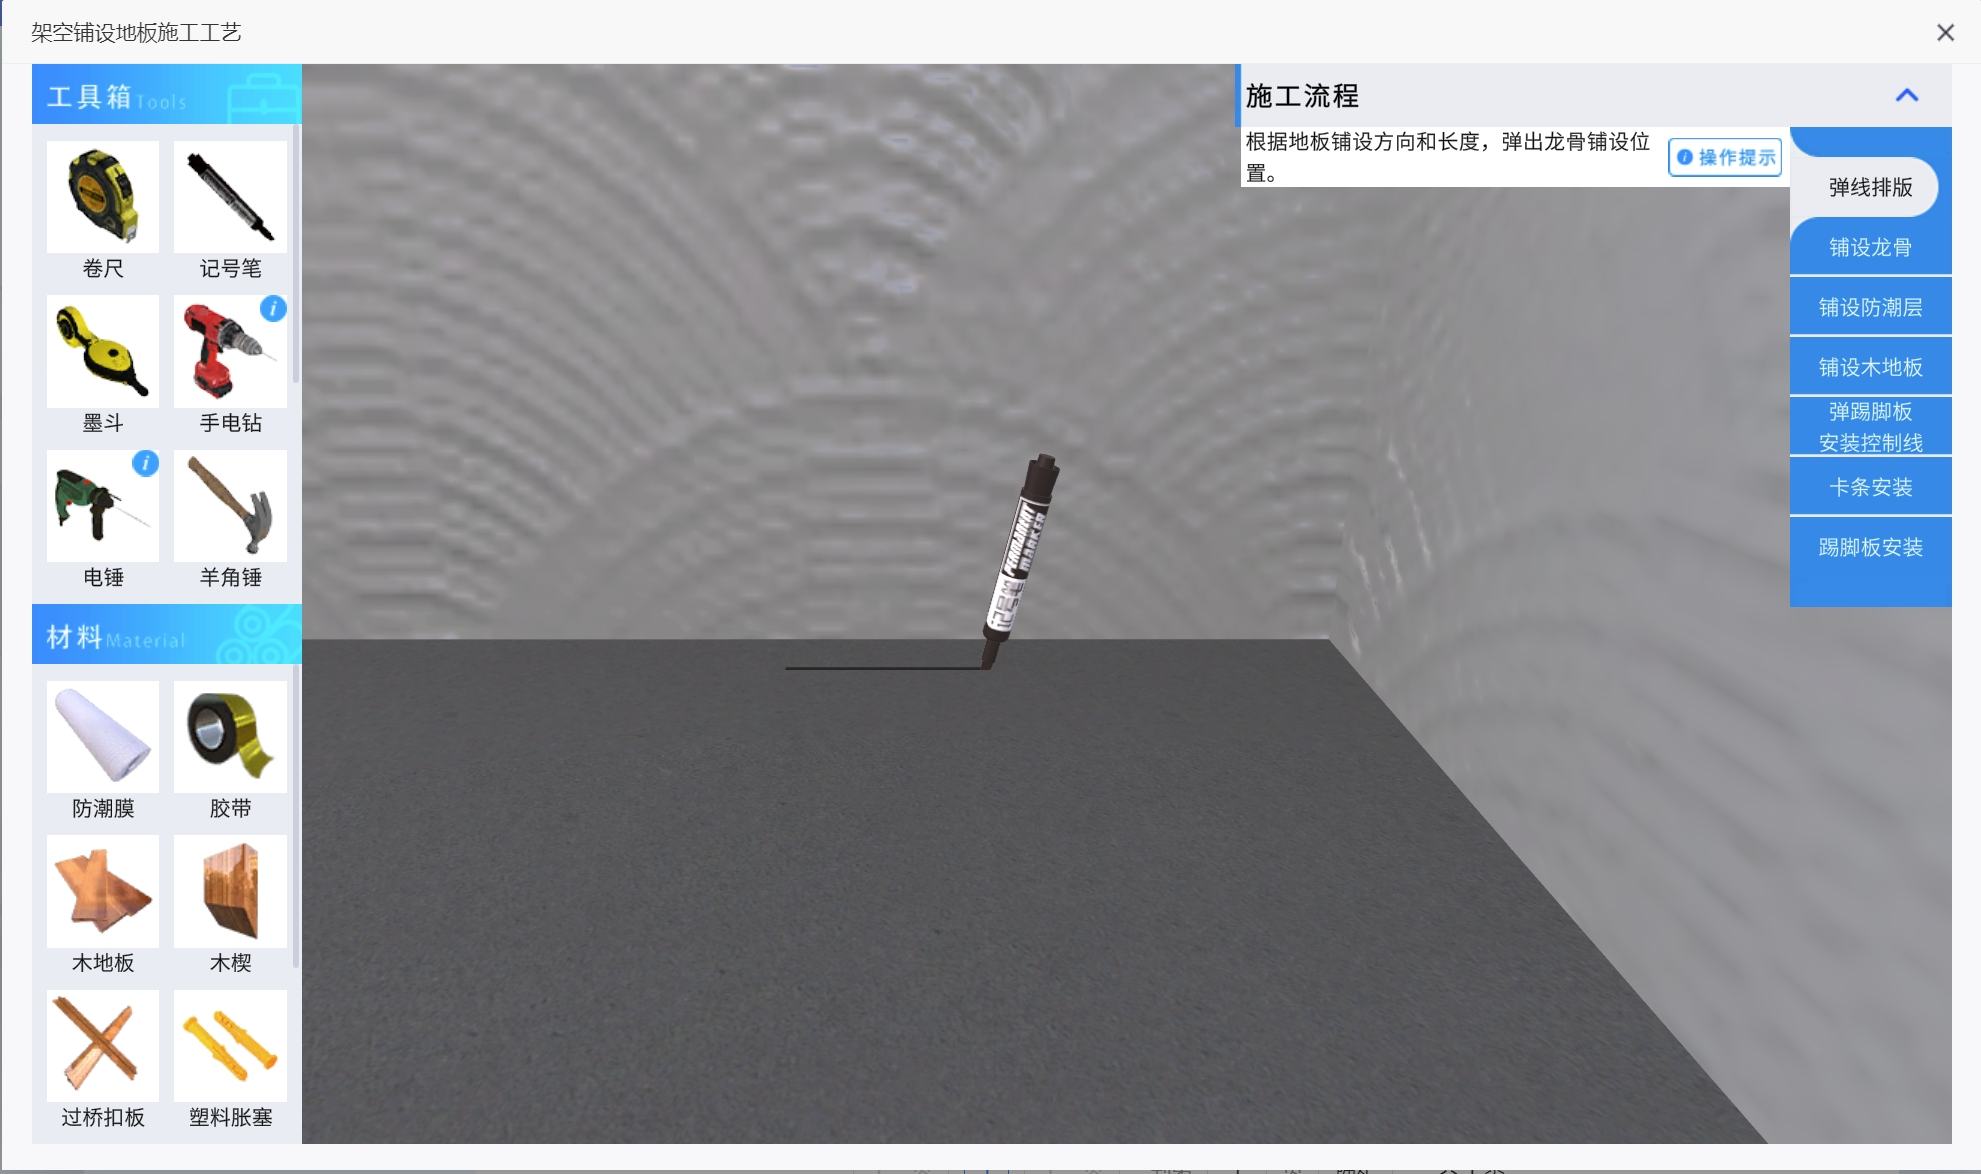 架空铺设地板施工工艺
工具箱 Tools
卷尺
记号笔
墨斗
手电钻
电锤
羊角锤
材料 Material
防潮膜
胶带
木地板
木楔
过桥扣板
塑料胀塞
PERMANENT
MARKER
记号笔
施工流程
根据地板铺设方向和长度，弹出龙骨铺设位
置。
操作提示
弹线排版
铺设龙骨
铺设防潮层
铺设木地板
弹踢脚板
安装控制线
卡条安装
踢脚板安装